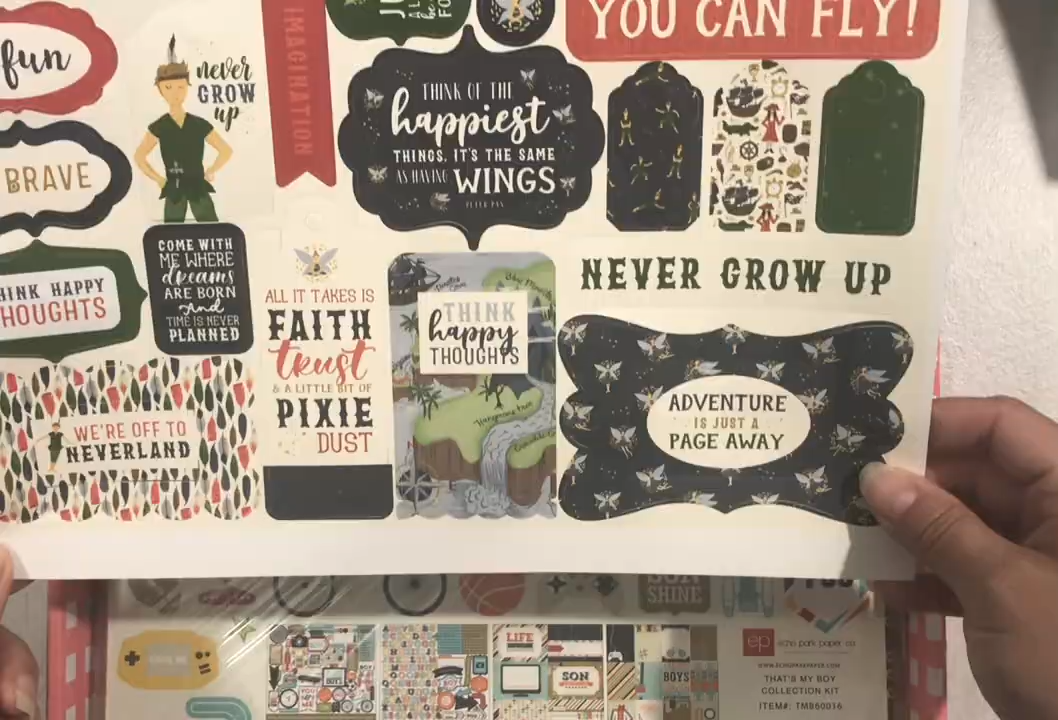 fun
never
GROW
up
IMAGINATION
YOU CAN FLY!
THINK OF THE
happiest
THINGS, IT'S THE SAME
AS HAVING WINGS
PETER PAN
BRAVE
COME WITH
ME WHERE
dreams
ARE BORN
and
TIME IS NEVER
PLANNED
THINK HAPPY
THOUGHTS
ALL IT TAKES IS
FAITH
trust
& A LITTLE BIT OF
PIXIE
DUST
THINK
happy
THOUGHTS
NEVER GROW UP
ADVENTURE
IS JUST A
PAGE AWAY
WE'RE OFF TO
NEVERLAND
SON
SHINE
LIFE
SON
BOYS
BOYS
ep echo park paper co.
WWW.ECHOPARKPAPER.COM
THAT'S MY BOY
COLLECTION KIT
ITEM#: TMB60016